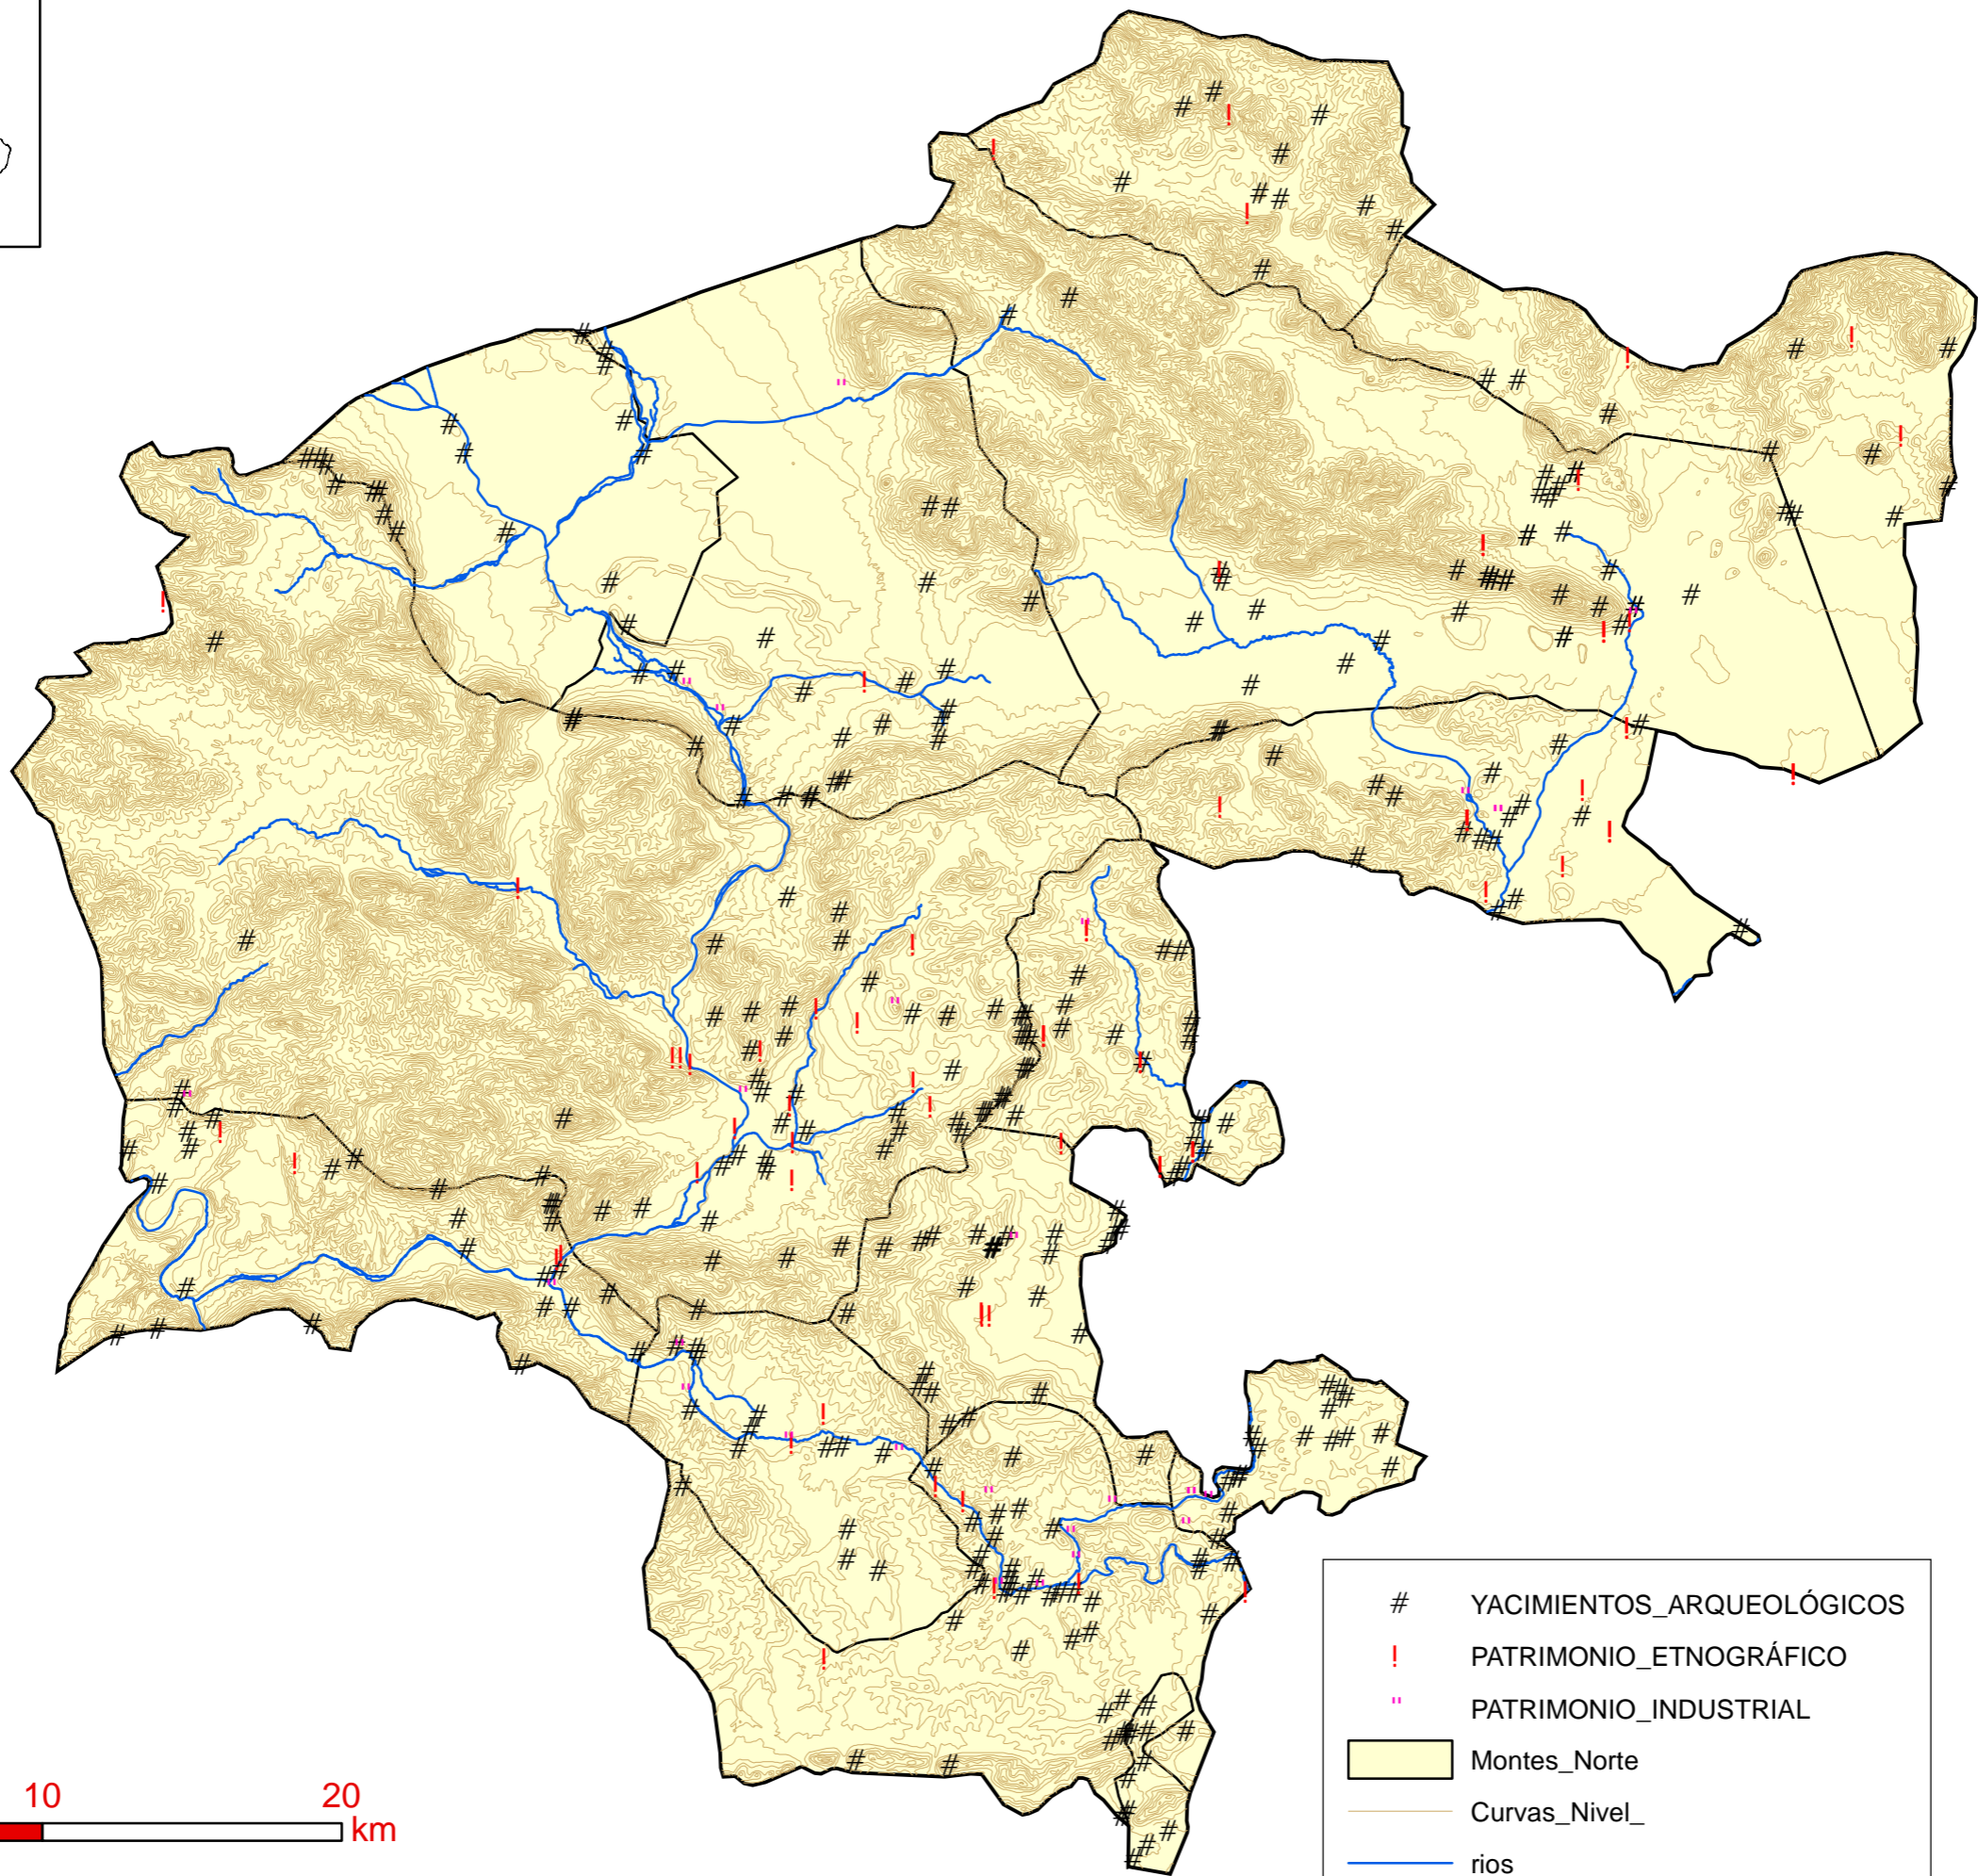 # YACIMIENTOS_ARQUEOLÓGICOS
! PATRIMONIO_ETNOGRÁFICO
" PATRIMONIO_INDUSTRIAL
Montes_Norte
Curvas_Nivel_
rios
10 20
km